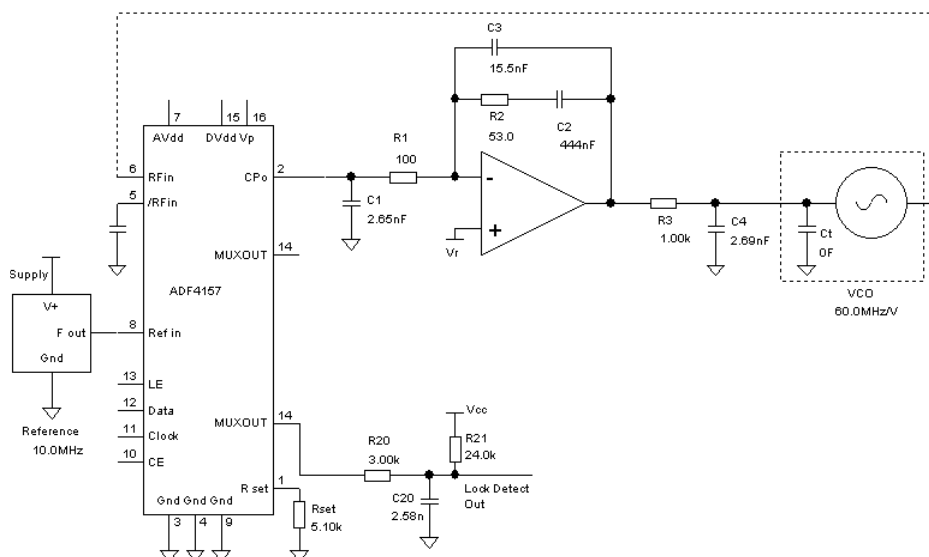 C3
15.5nF
7
15
16
AVdd
DVdd
Vp
R2
53.0
C2
444nF
R1
100
6
RFin
CPo
2
5
/RFin
C1
2.65nF
-
+
Vr
R3
1.00k
C4
2.69nF
Ct
0F
VCO
60.0MHz/V
MUXOUT
14
Supply
ADF4157
V+
F out
8
Ref in
Gnd
Reference
10.0MHz
13
LE
12
Data
11
Clock
10
CE
MUXOUT
14
Vcc
R20
3.00k
R21
24.0k
Lock Detect
Out
C20
2.58n
R set
1
Rset
5.10k
Gnd Gnd Gnd
3
4
9